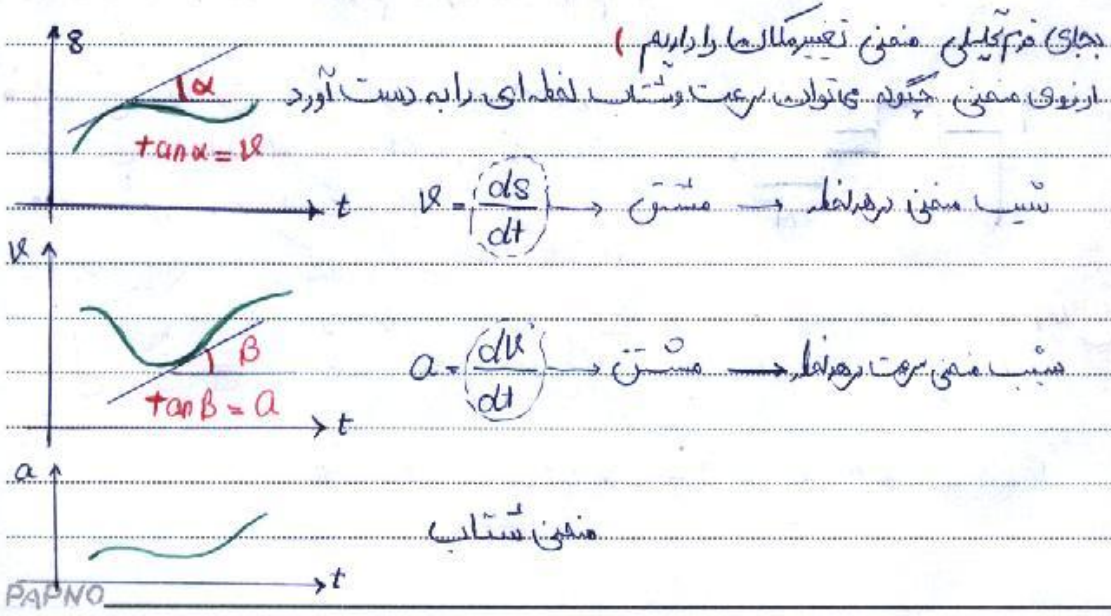 بجای فرم تحلیلی منحنی تغییر مکان ها را داریم )
از روی منحنی چگونه می توان سرعت و شتاب لحظه ای را به دست آورد
s
α
tan α = v
t
v = ds/dt → مشتق → شیب منحنی در هر لحظه
v
β
tan β = a
t
a = dv/dt → مشتق → شیب منحنی سرعت در هر لحظه
a
t
منحنی شتاب
PAPNO